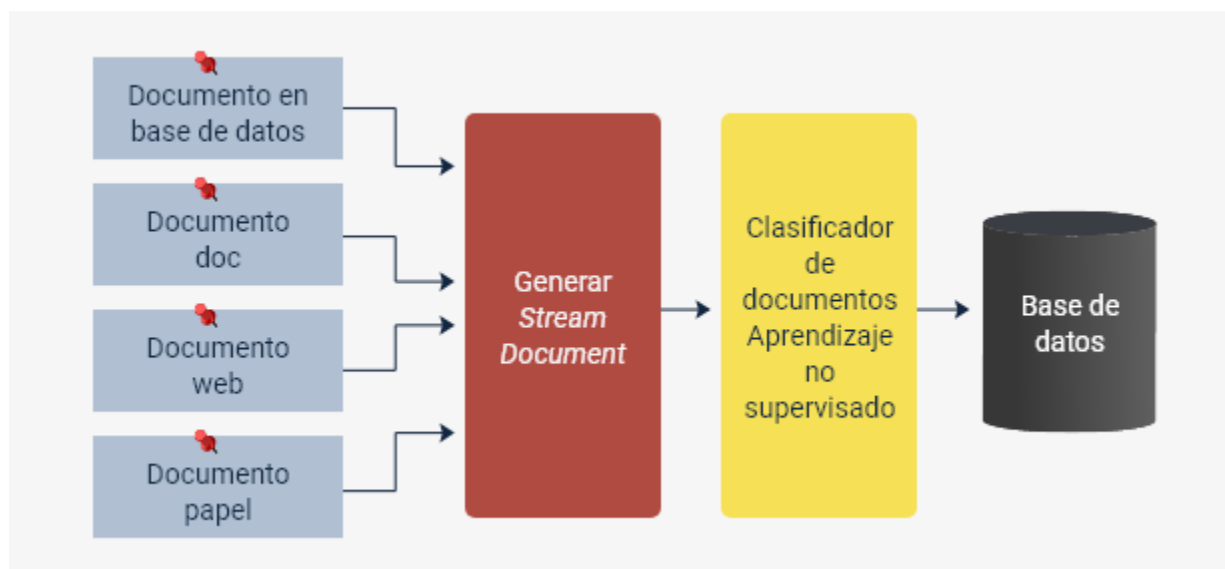 Documento en
base de datos
Documento
doc
Documento
web
Documento
papel
Generar
Stream
Document
Clasificador
de
documentos
Aprendizaje
no
supervisado
Base de
datos